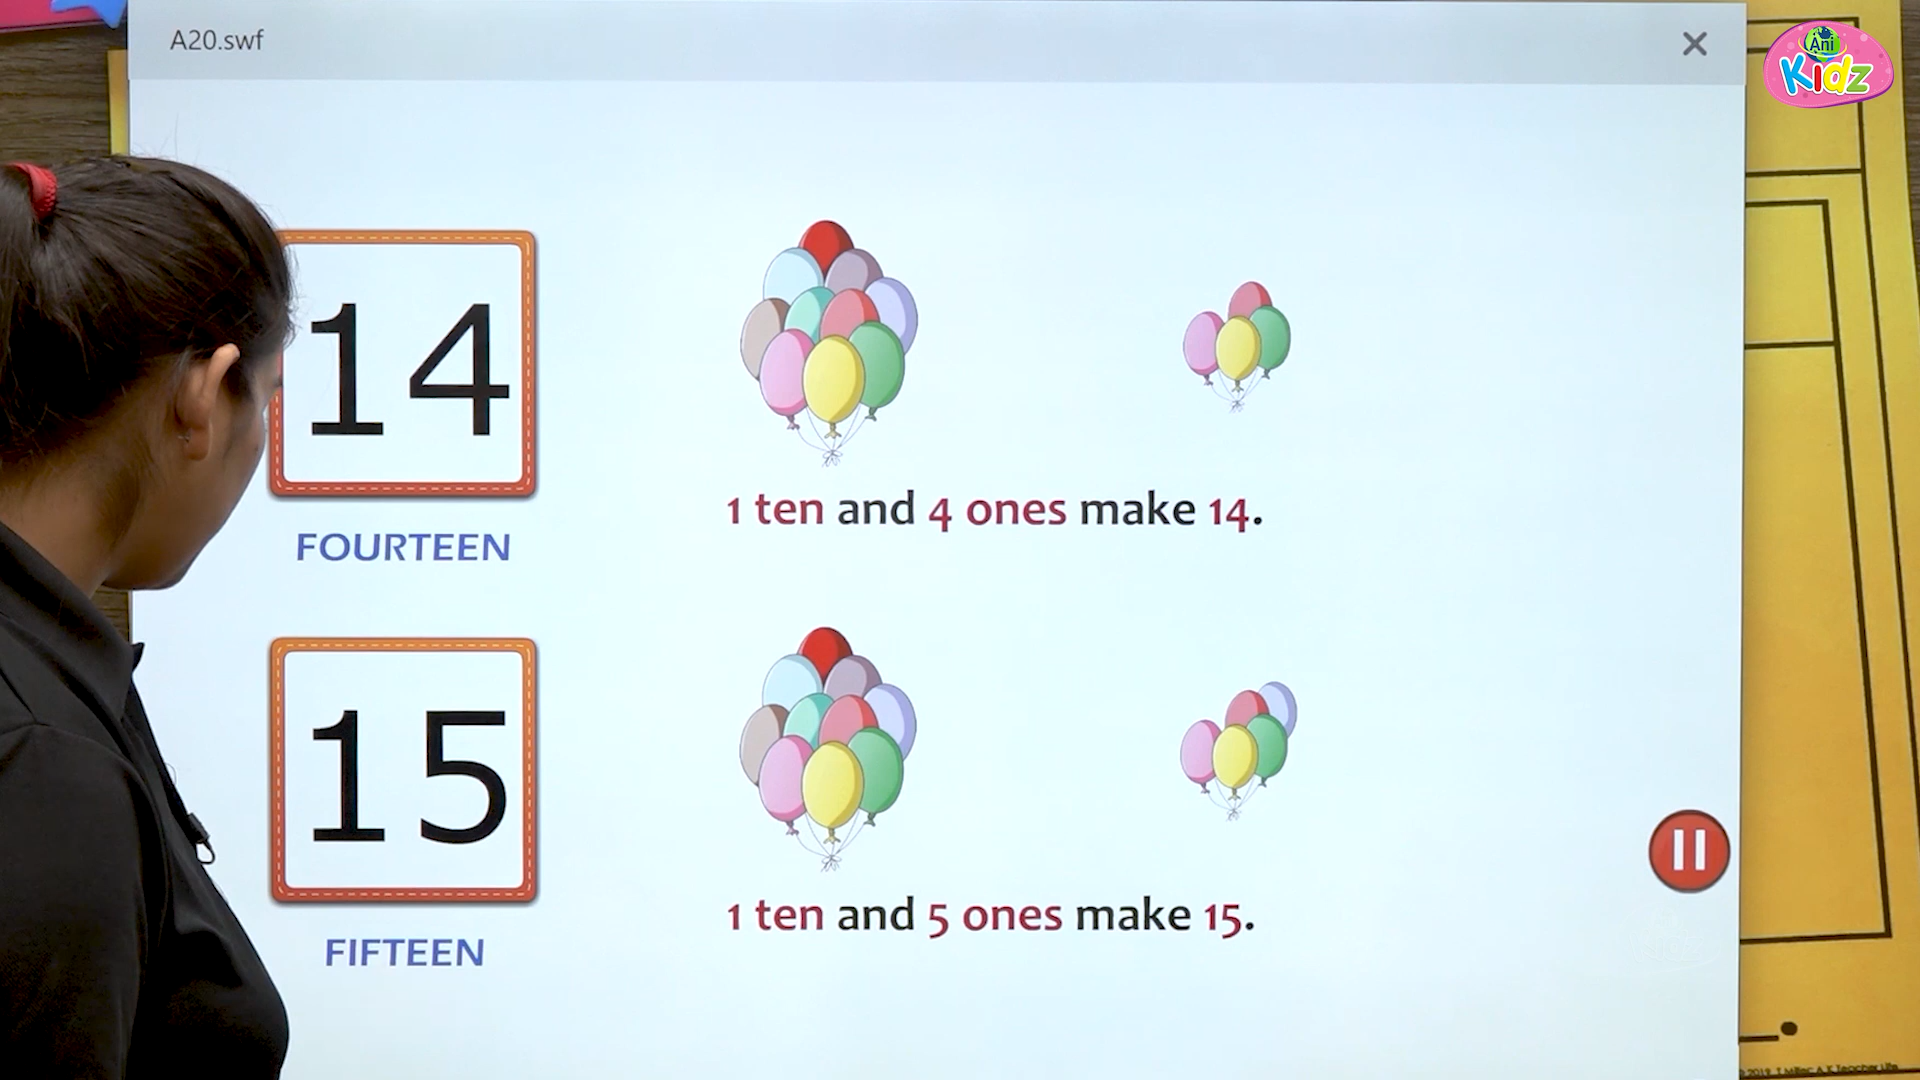 A20.swf
Ani
Kidz
14
FOURTEEN
1 ten and 4 ones make 14.
15
FIFTEEN
1 ten and 5 ones make 15.